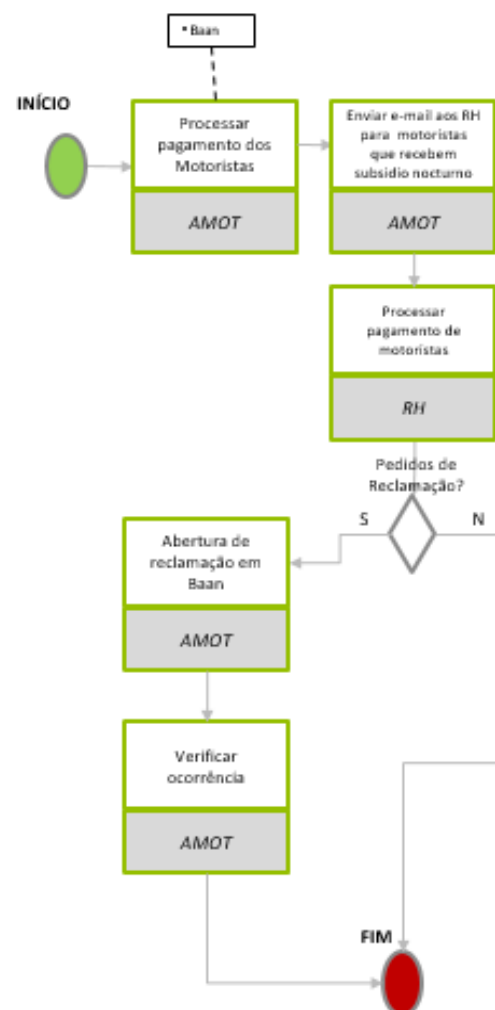 • Baan
INÍCIO
Processar
pagamento dos
Motoristas
AMOT
Enviar e-mail aos RH
para motoristas
que recebem
subsidio nocturno
AMOT
Processar
pagamento de
motoristas
RH
Pedidos de
Reclamação?
S
N
Abertura de
reclamação em
Baan
AMOT
Verificar
ocorrência
AMOT
FIM